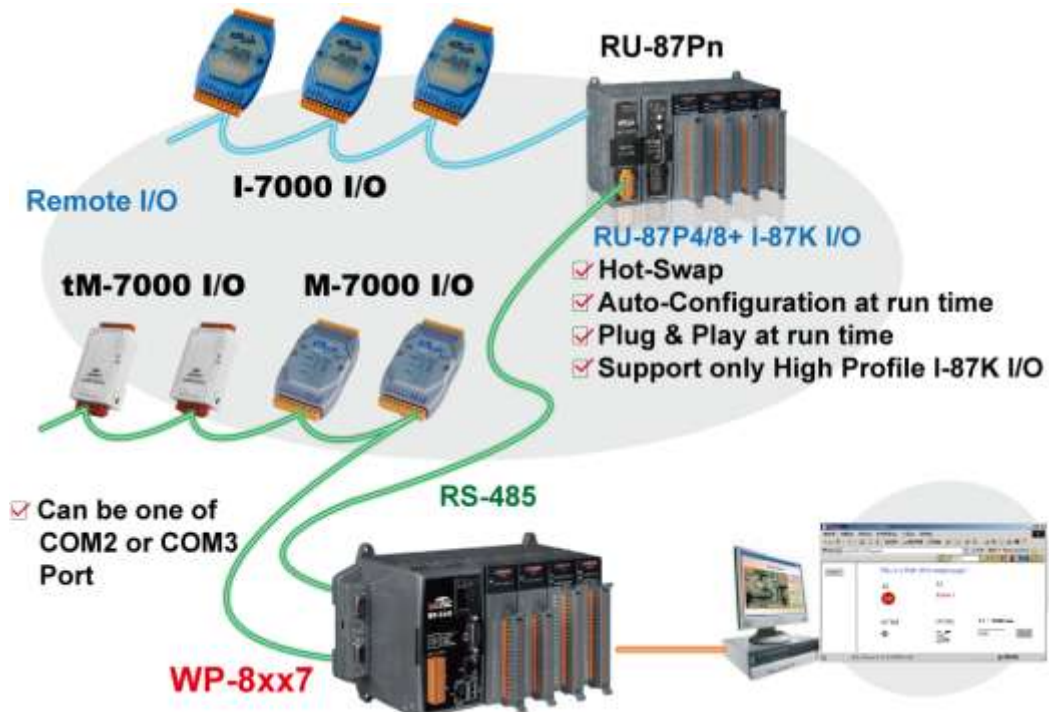 RU-87Pn
I-7000 I/O
Remote I/O
RU-87P4/8+ I-87K I/O
Hot-Swap
Auto-Configuration at run time
Plug & Play at run time
Support only High Profile I-87K I/O
tM-7000 I/O
M-7000 I/O
RS-485
Can be one of
COM2 or COM3
Port
WP-8xx7